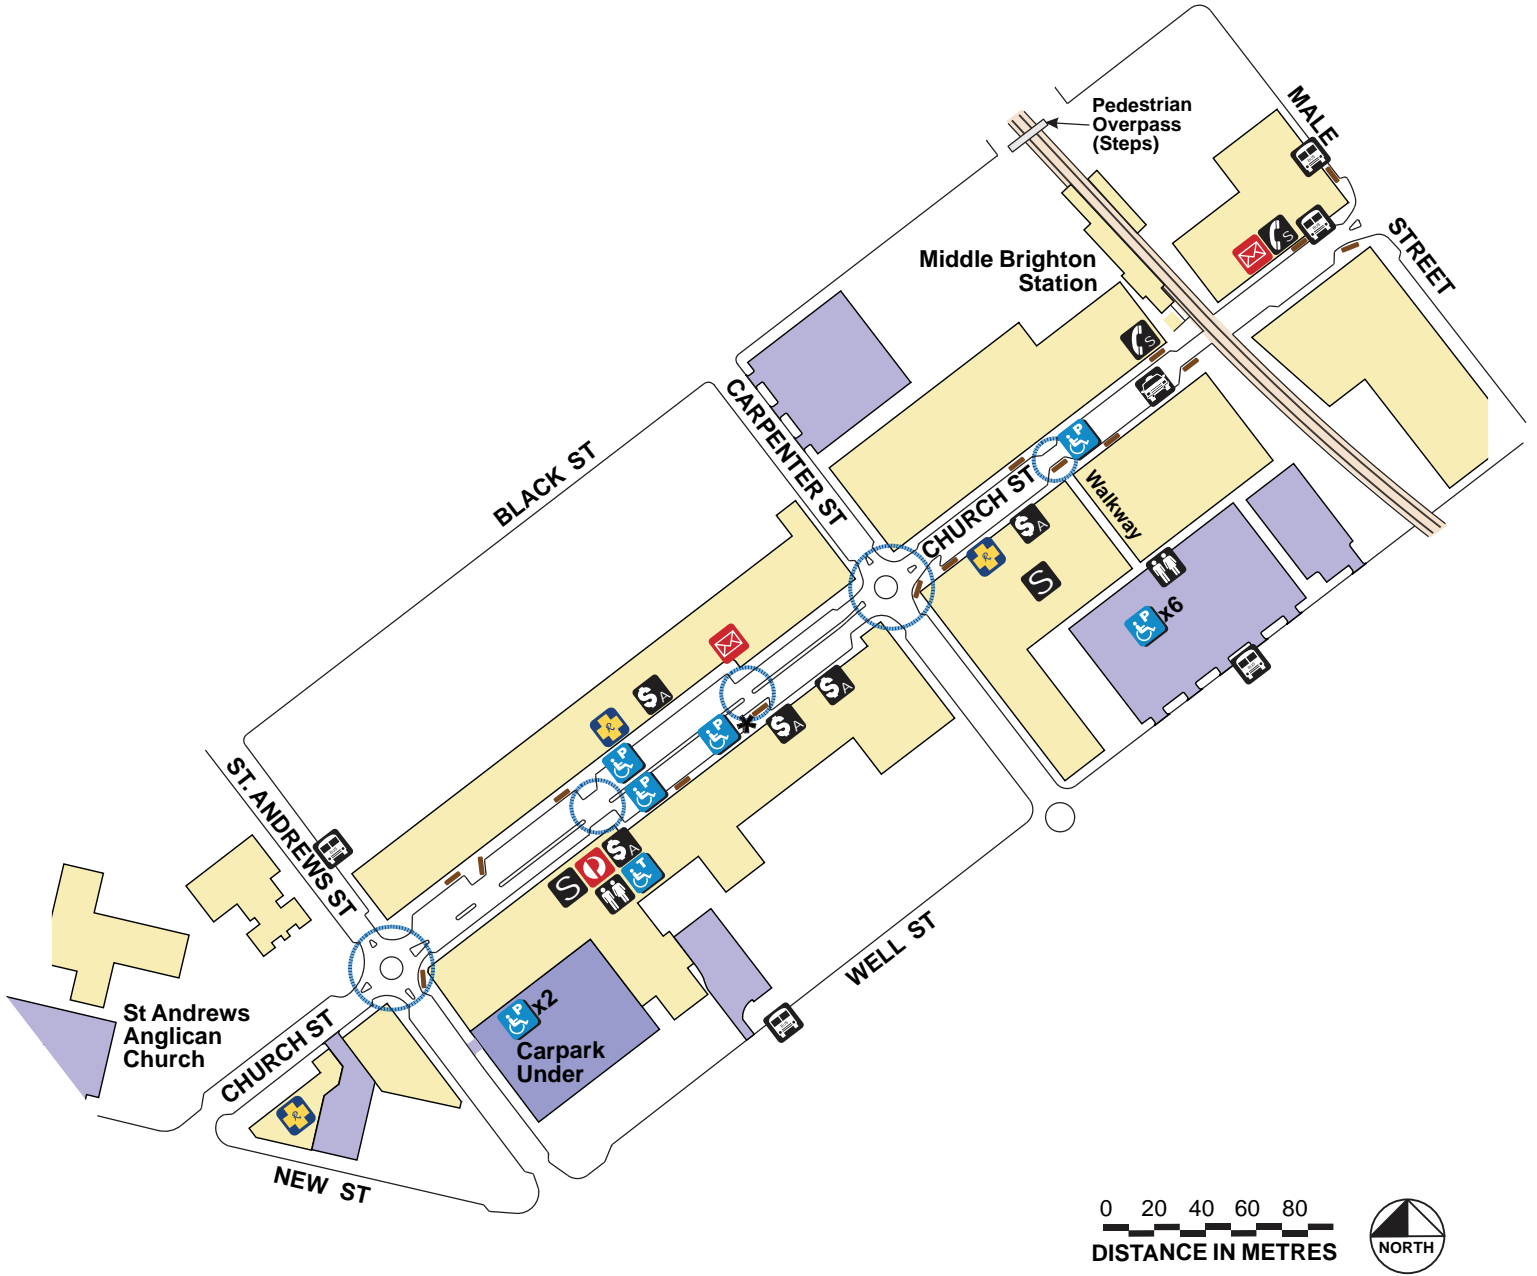 MALE
STREET
Pedestrian
Overpass
(Steps)
Middle Brighton
Station
S
S
CARPENTER ST
BLACK ST
P
CHURCH ST
Walkway
$A
R
S
P x6
$A
R
$A
$A
P
*
P
P
ST. ANDREWS ST
$A
S
T
WELL ST
P x2
Carpark
Under
St Andrews
Anglican
Church
CHURCH ST
R
NEW ST
0 20 40 60 80
DISTANCE IN METRES
NORTH